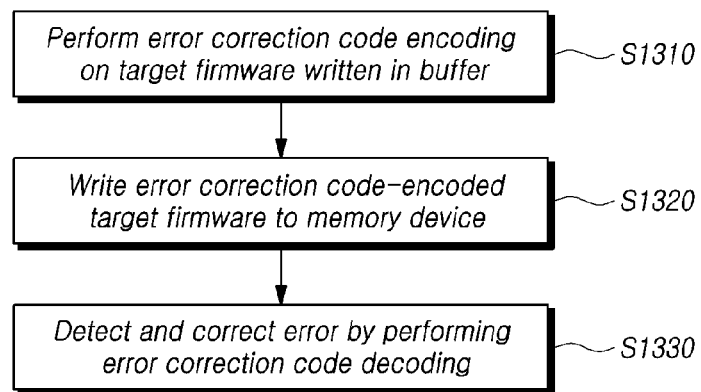 Perform error correction code encoding
on target firmware written in buffer
S1310
Write error correction code-encoded
target firmware to memory device
S1320
Detect and correct error by performing
error correction code decoding
S1330